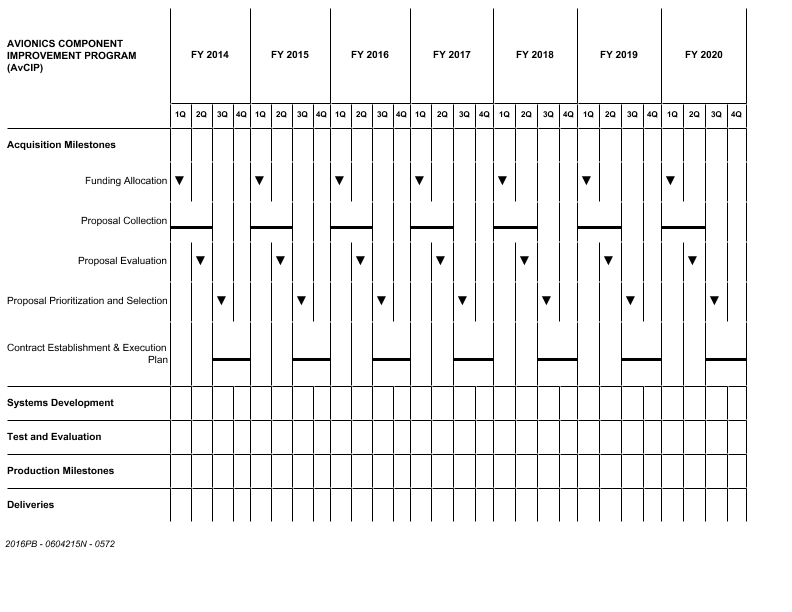 AVIONICS COMPONENT
IMPROVEMENT PROGRAM
(AvCIP)
FY 2014 FY 2015 FY 2016 FY 2017 FY 2018 FY 2019 FY 2020
1Q 2Q 3Q 4Q 1Q 2Q 3Q 4Q 1Q 2Q 3Q 4Q 1Q 2Q 3Q 4Q 1Q 2Q 3Q 4Q 1Q 2Q 3Q 4Q 1Q 2Q 3Q 4Q
Acquisition Milestones
Funding Allocation
Proposal Collection
Proposal Evaluation
Proposal Prioritization and Selection
Contract Establishment & Execution
Plan
Systems Development
Test and Evaluation
Production Milestones
Deliveries
2016PB - 0604215N - 0572